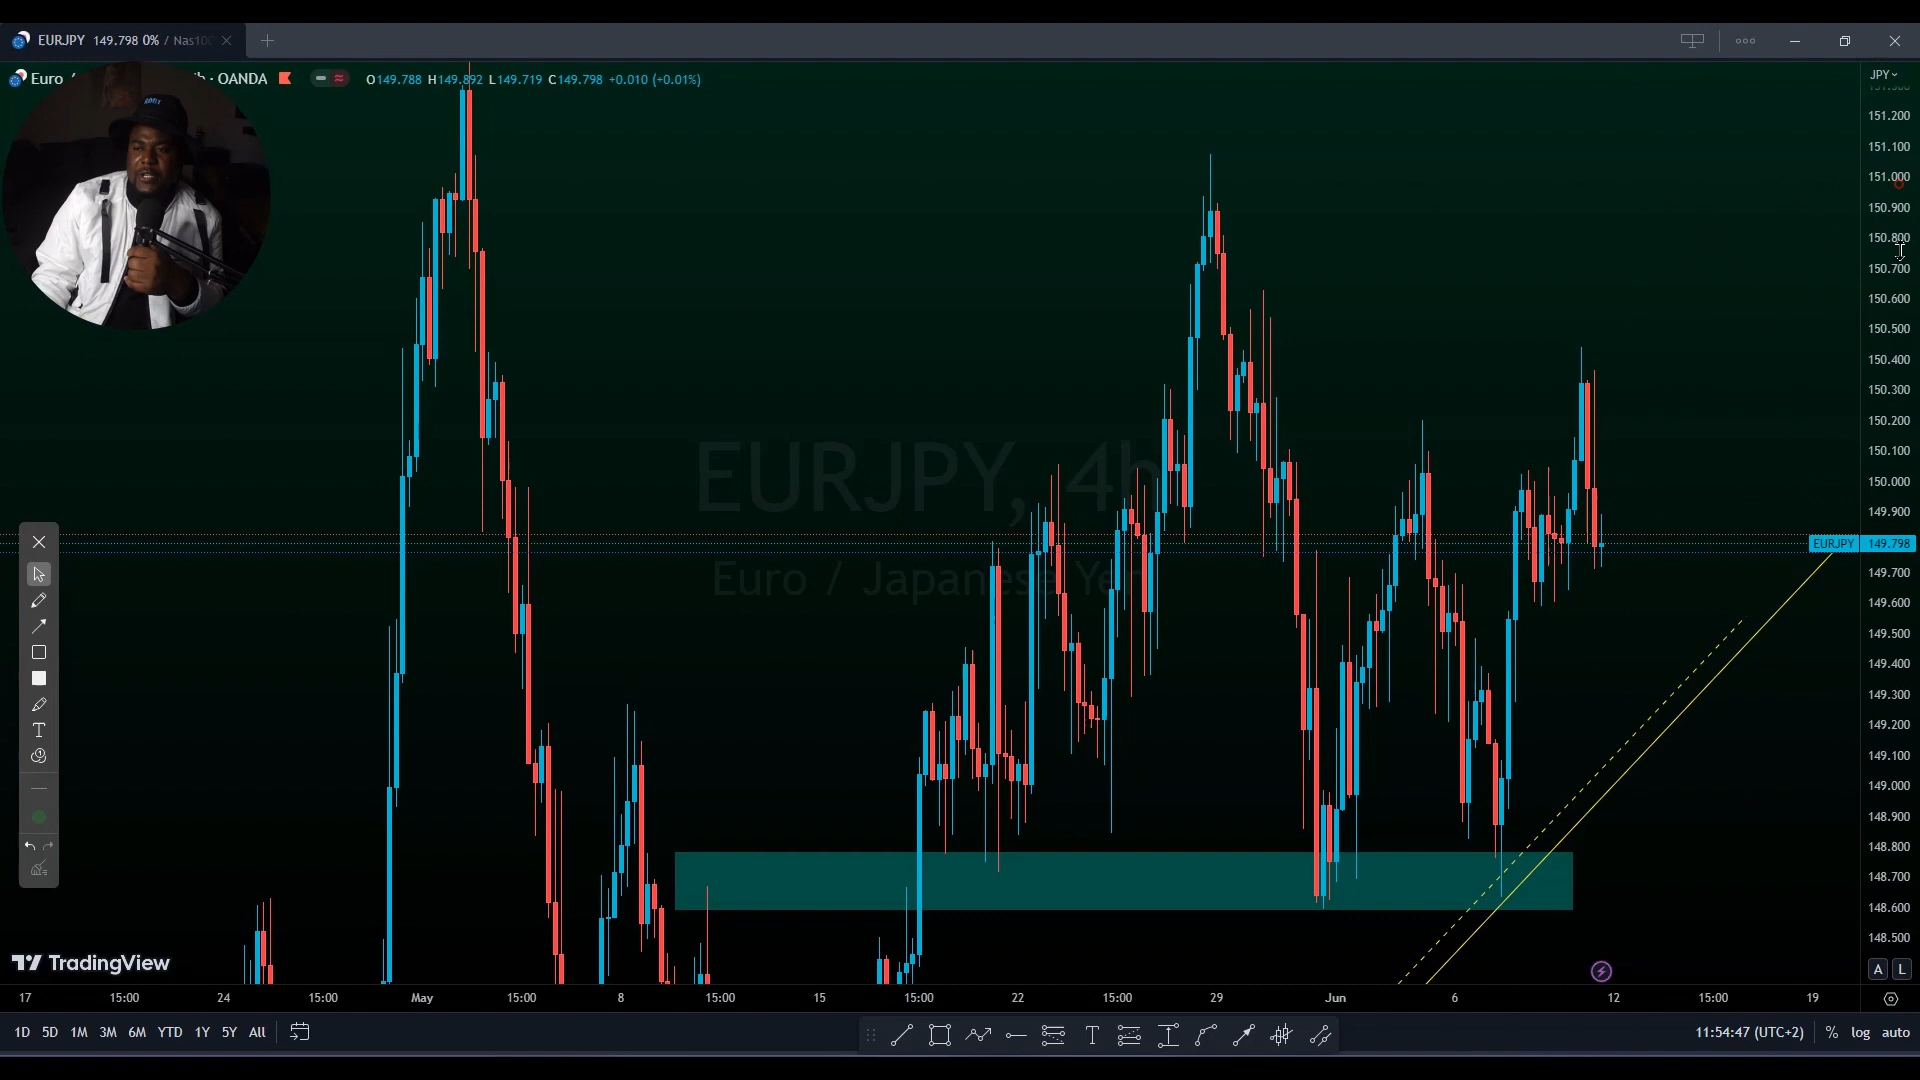 EURJPY 149.798 0% / Nas100
Euro / · OANDA O149.788 H149.892 L149.719 C149.798 +0.010 (+0.01%)
JPY
151.200
151.100
151.000
150.900
150.800
150.700
150.600
150.500
150.400
150.300
150.200
150.100
150.000
149.900
EURJPY 149.798
149.700
149.600
149.500
149.400
149.300
149.200
149.100
149.000
148.900
148.800
148.700
148.600
148.500
EURJPY, 4h
Euro / Japanese Yen
TradingView
A L
17 15:00 24 15:00 May 15:00 8 15:00 15 15:00 22 15:00 29 Jun 6 12 15:00 19
1D 5D 1M 3M 6M YTD 1Y 5Y All T 11:54:47 (UTC+2) % log auto